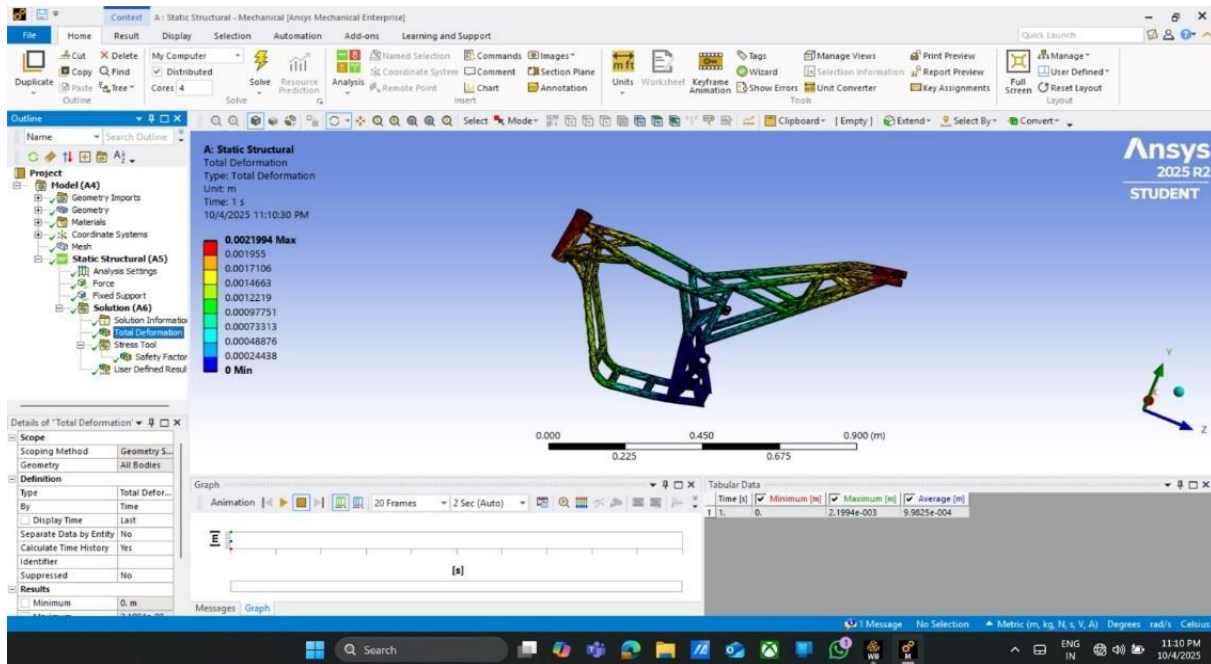 Context
A : Static Structural - Mechanical [Ansys Mechanical Enterprise]
File Home Result Display Selection Automation Add-ons Learning and Support Quick Launch
Duplicate
Cut
Copy
Paste
Delete
Find
Tree
Outline
My Computer
Distributed
Cores 4
Solve
Resource Prediction
Solve
Analysis
Named Selection
Coordinate System
Remote Point
Commands
Comment
Chart
Images
Section Plane
Annotation
Insert
Units
Worksheet
Keyframe Animation
Tags
Wizard
Show Errors
Manage Views
Selection Information
Unit Converter
Print Preview
Report Preview
Key Assignments
Tools
Full Screen
Manage
User Defined
Reset Layout
Layout
Outline
Name Search Outline
Select Mode Clipboard [ Empty ] Extend Select By Convert
Project
Model (A4)
Geometry Imports
Geometry
Materials
Coordinate Systems
Mesh
Static Structural (A5)
Analysis Settings
Force
Fixed Support
Solution (A6)
Solution Informatio
Total Deformation
Stress Tool
Safety Factor
User Defined Resul
A: Static Structural
Total Deformation
Type: Total Deformation
Unit: m
Time: 1 s
10/4/2025 11:10:30 PM
0.0021994 Max
0.001955
0.0017106
0.0014663
0.0012219
0.00097751
0.00073313
0.00048876
0.00024438
0 Min
Ansys
2025 R2
STUDENT
Y
Z
0.000 0.450 0.900 (m)
0.225 0.675
Details of "Total Deformation"
Scope
Scoping Method Geometry S...
Geometry All Bodies
Definition
Type Total Defor...
By Time
Display Time Last
Separate Data by Entity No
Calculate Time History Yes
Identifier
Suppressed No
Results
Minimum 0. m
Graph
Animation 20 Frames 2 Sec (Auto)
[s]
Messages Graph
Tabular Data
Time [s] Minimum [m] Maximum [m] Average [m]
1 1. 0. 2.1994e-003 9.9825e-004
1 Message No Selection Metric (m, kg, N, s, V, A) Degrees rad/s Celsius
Search
WB
M
ENG
IN
11:10 PM
10/4/2025